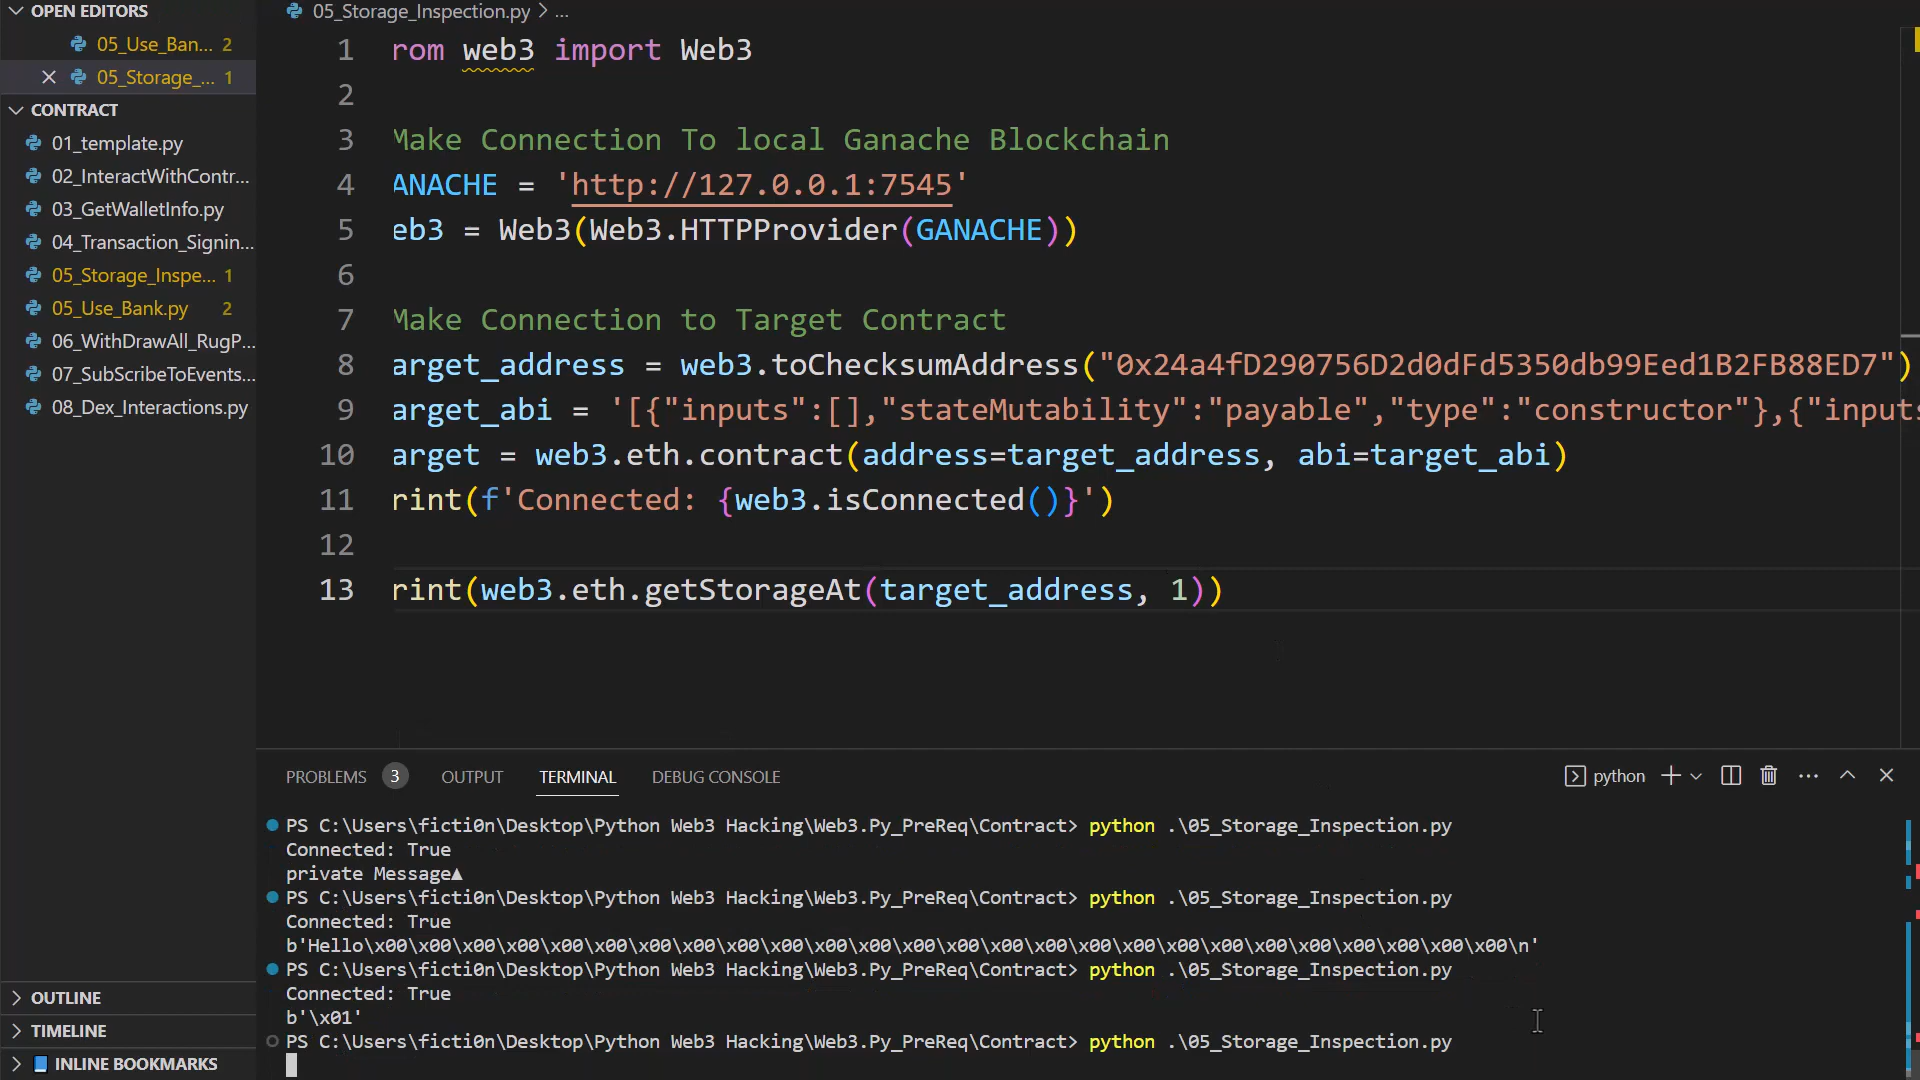 OPEN EDITORS
05_Use_Ban... 2
05_Storage_... 1
CONTRACT
01_template.py
02_InteractWithContr...
03_GetWalletInfo.py
04_Transaction_Signin...
05_Storage_Inspe... 1
05_Use_Bank.py 2
06_WithDrawAll_RugP...
07_SubScribeToEvents...
08_Dex_Interactions.py
OUTLINE
TIMELINE
INLINE BOOKMARKS
05_Storage_Inspection.py > ...
1 rom web3 import Web3
2
3 Make Connection To local Ganache Blockchain
4 ANACHE = 'http://127.0.0.1:7545'
5 eb3 = Web3(Web3.HTTPProvider(GANACHE))
6
7 Make Connection to Target Contract
8 arget_address = web3.toChecksumAddress("0x24a4fD290756D2d0dFd5350db99Eed1B2FB88ED7")
9 arget_abi = '[{"inputs":[],"stateMutability":"payable","type":"constructor"},{"inputs
10 arget = web3.eth.contract(address=target_address, abi=target_abi)
11 rint(f'Connected: {web3.isConnected()}')
12
13 rint(web3.eth.getStorageAt(target_address, 1))
PROBLEMS 3 OUTPUT TERMINAL DEBUG CONSOLE python
PS C:\Users\ficti0n\Desktop\Python Web3 Hacking\Web3.Py_PreReq\Contract> python .\05_Storage_Inspection.py
Connected: True
private Message▲
PS C:\Users\ficti0n\Desktop\Python Web3 Hacking\Web3.Py_PreReq\Contract> python .\05_Storage_Inspection.py
Connected: True
b'Hello\x00\x00\x00\x00\x00\x00\x00\x00\x00\x00\x00\x00\x00\x00\x00\x00\x00\x00\x00\x00\x00\x00\x00\x00\x00\x00\n'
PS C:\Users\ficti0n\Desktop\Python Web3 Hacking\Web3.Py_PreReq\Contract> python .\05_Storage_Inspection.py
Connected: True
b'\x01'
PS C:\Users\ficti0n\Desktop\Python Web3 Hacking\Web3.Py_PreReq\Contract> python .\05_Storage_Inspection.py